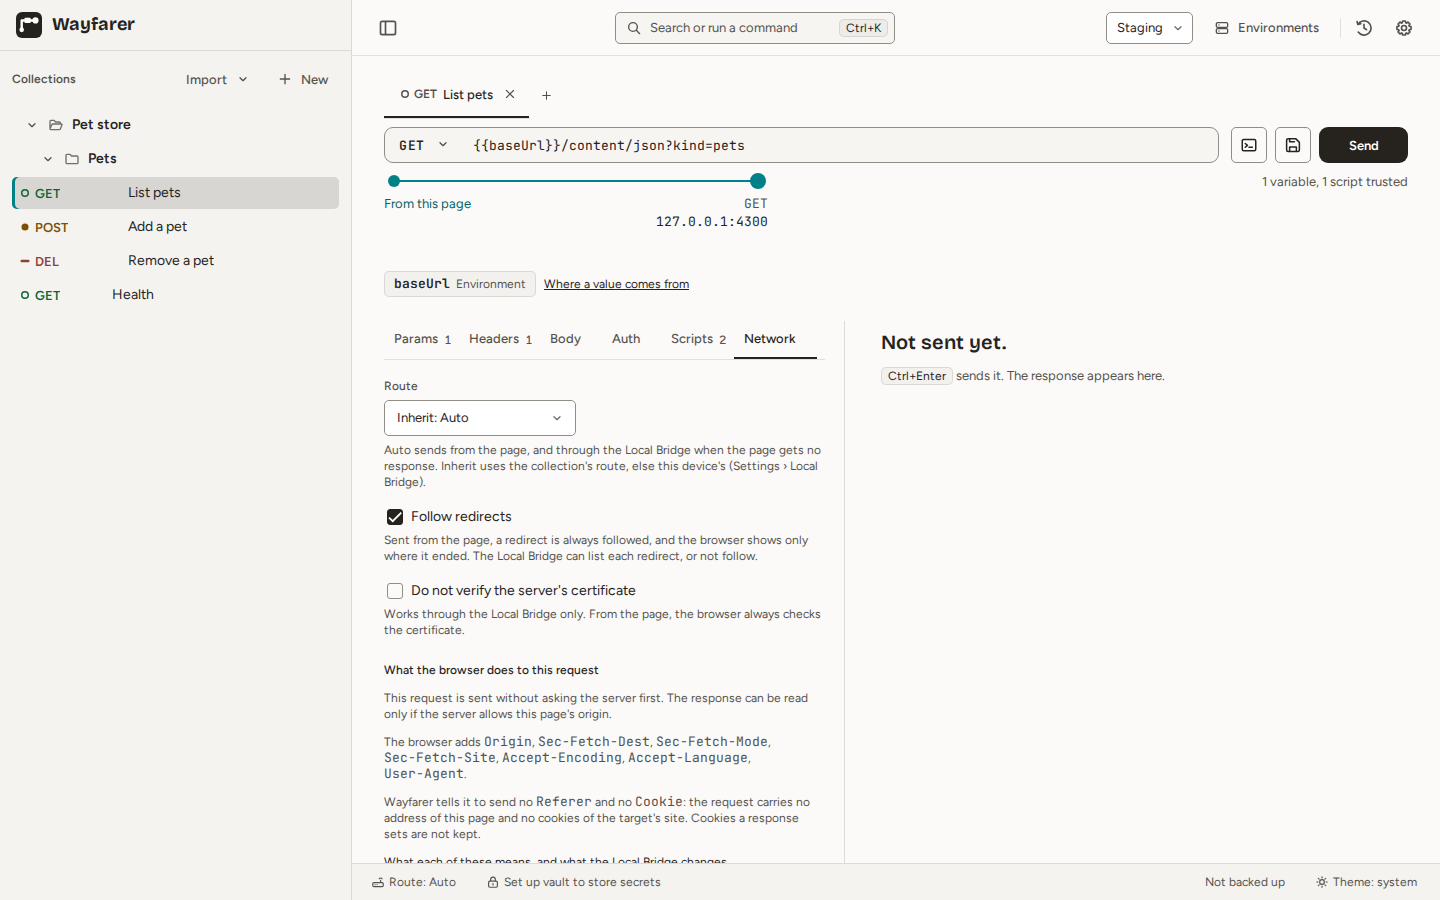 Wayfarer
Search or run a command Ctrl+K
Staging
Environments
Collections
Import
New
Pet store
Pets
GET List pets
POST Add a pet
DEL Remove a pet
GET Health
GET List pets
GET {{baseUrl}}/content/json?kind=pets
Send
From this page
GET
127.0.0.1:4300
1 variable, 1 script trusted
baseUrl Environment Where a value comes from
Params 1 Headers 1 Body Auth Scripts 2 Network
Route
Inherit: Auto
Auto sends from the page, and through the Local Bridge when the page gets no
response. Inherit uses the collection's route, else this device's (Settings › Local
Bridge).
Follow redirects
Sent from the page, a redirect is always followed, and the browser shows only
where it ended. The Local Bridge can list each redirect, or not follow.
Do not verify the server's certificate
Works through the Local Bridge only. From the page, the browser always checks
the certificate.
What the browser does to this request
This request is sent without asking the server first. The response can be read
only if the server allows this page's origin.
The browser adds Origin, Sec-Fetch-Dest, Sec-Fetch-Mode,
Sec-Fetch-Site, Accept-Encoding, Accept-Language,
User-Agent.
Wayfarer tells it to send no Referer and no Cookie: the request carries no
address of this page and no cookies of the target's site. Cookies a response
sets are not kept.
What each of these means, and what the Local Bridge changes
Not sent yet.
Ctrl+Enter sends it. The response appears here.
Route: Auto
Set up vault to store secrets
Not backed up
Theme: system